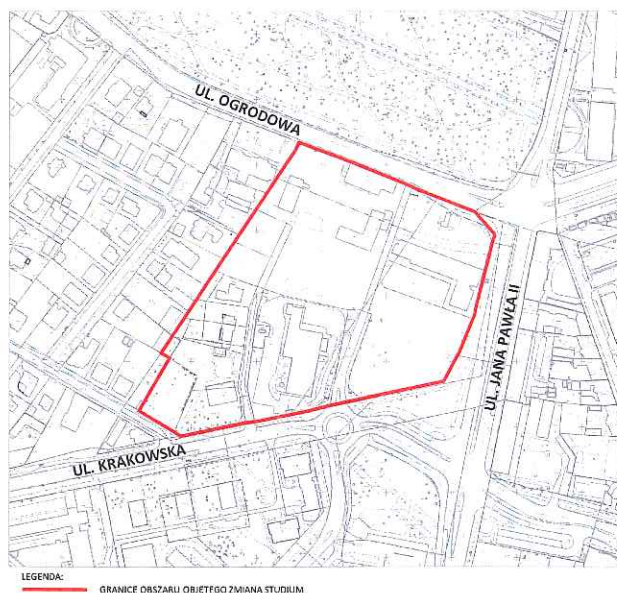 UL. OGRODOWA
UL. JANA PAWŁA II
UL. KRAKOWSKA
LEGENDA:
GRANICE OBSZARU OBJĘTEGO ZMIANĄ STUDIUM